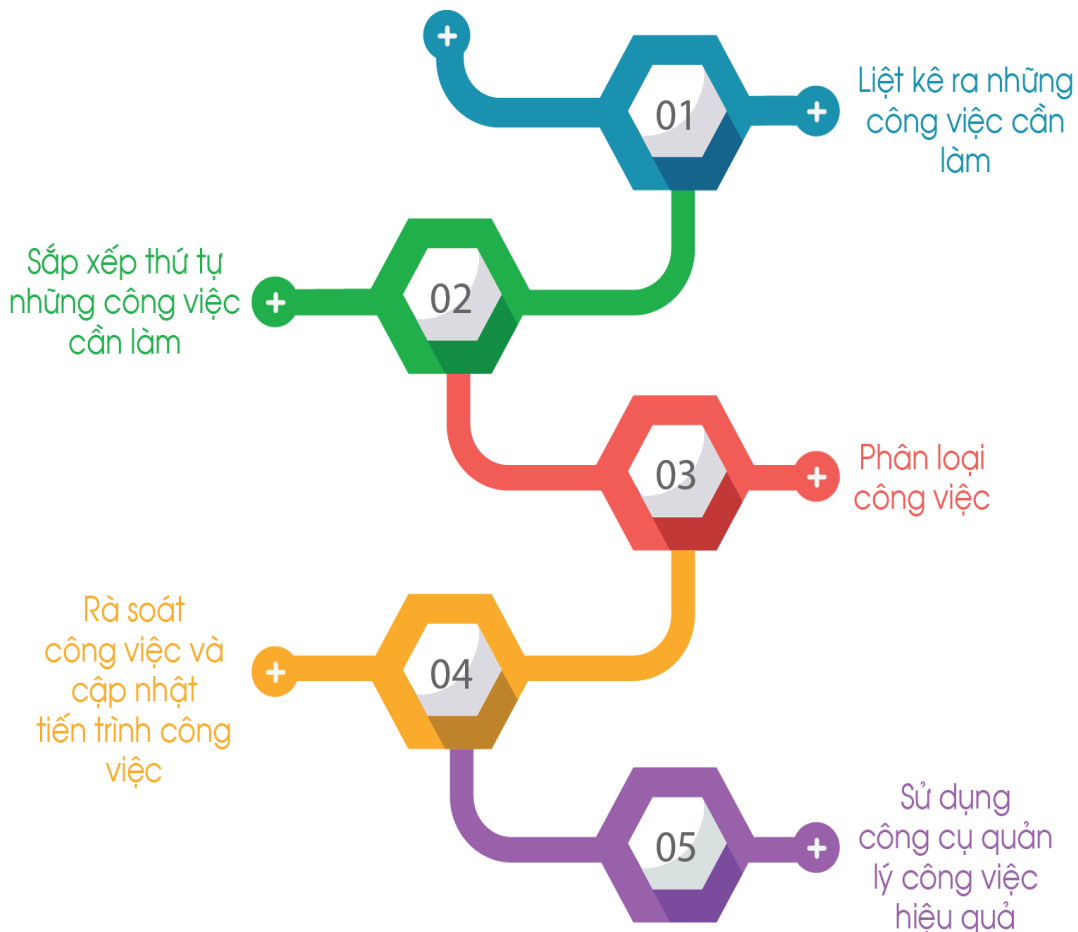 01
Liệt kê ra những
công việc cần
làm
Sắp xếp thứ tự
những công việc
cần làm
02
03
Phân loại
công việc
Rà soát
công việc và
cập nhật
tiến trình công
việc
04
05
Sử dụng
công cụ quản
lý công việc
hiệu quả